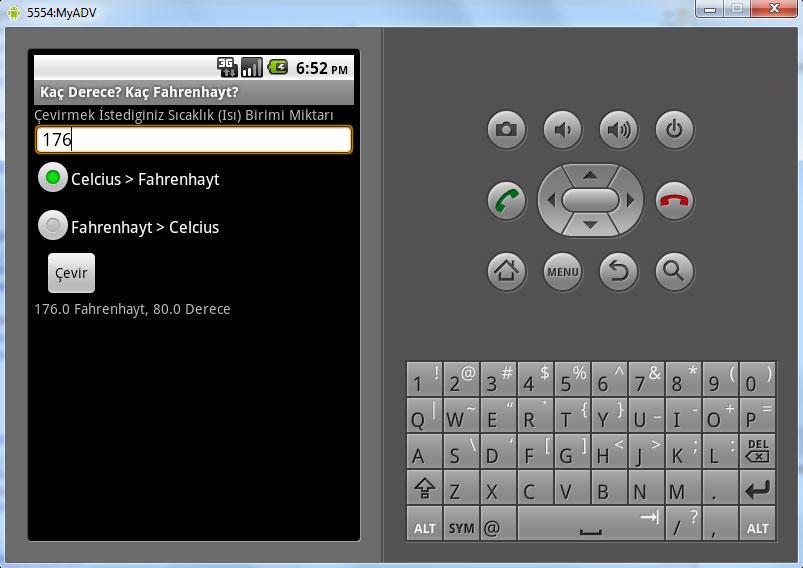 5554:MyADV
3G 6:52 PM
Kaç Derece? Kaç Fahrenhayt?
Çevirmek İstediginiz Sıcaklık (Isı) Birimi Miktarı
176
Celcius > Fahrenhayt
Fahrenhayt > Celcius
Çevir
176.0 Fahrenhayt, 80.0 Derece
MENU
1 ! 2 @ 3 # 4 $ 5 % 6 ^ 7 & 8 * 9 ( 0 )
Q | W ~ E “ R ` T { Y } U _ I - O + P =
A S \ D ‘ F [ G ] H < J > K ; L : DEL
Z X C V B N M .
ALT SYM @ / ? , ALT